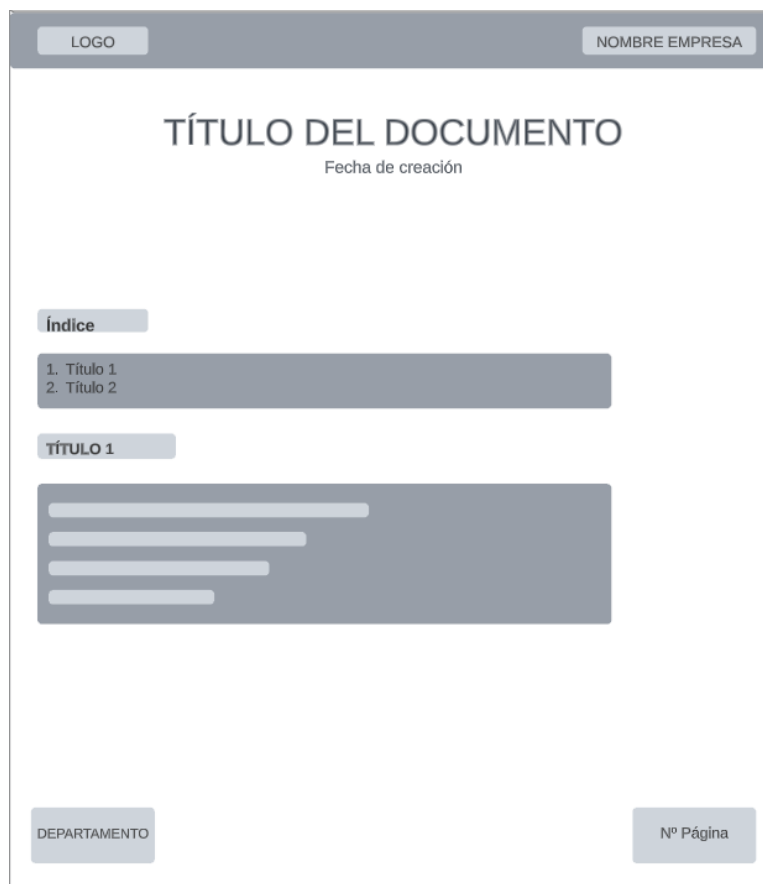 LOGO
NOMBRE EMPRESA
TÍTULO DEL DOCUMENTO
Fecha de creación
Índice
1. Título 1
2. Título 2
TÍTULO 1
DEPARTAMENTO
Nº Página